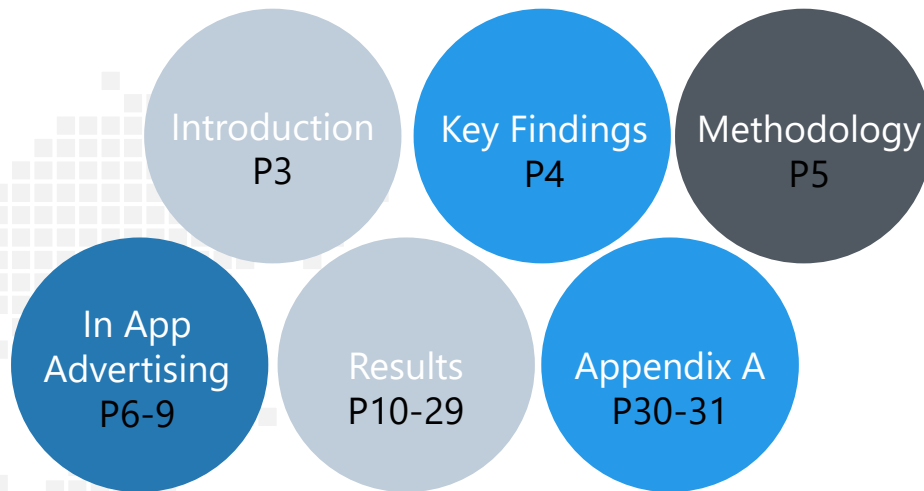 Introduction
P3
Key Findings
P4
Methodology
P5
In App
Advertising
P6-9
Results
P10-29
Appendix A
P30-31